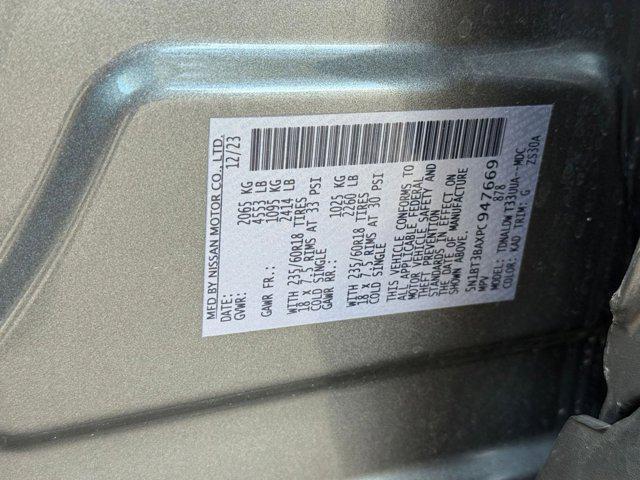 MFD BY NISSAN MOTOR CO., LTD.
DATE: 12/23
GVWR: 2065 KG
4553 LB
GAWR FR.: 1095 KG
2414 LB
WITH 235/60R18 TIRES
18 X 7.5 RIMS AT 33 PSI
COLD SINGLE
GAWR RR.: 1025 KG
2260 LB
WITH 235/60R18 TIRES
18 X 7.5 RIMS AT 30 PSI
COLD SINGLE
THIS VEHICLE CONFORMS TO
ALL APPLICABLE FEDERAL
MOTOR VEHICLE SAFETY AND
THEFT PREVENTION
STANDARDS IN EFFECT ON
THE DATE OF MANUFACTURE
SHOWN ABOVE.
5N1BT3BAXPC947669
MPV 878
MODEL: TDNALDW T33UUA--MDC
COLOR: KAD TRIM: G ZS30A